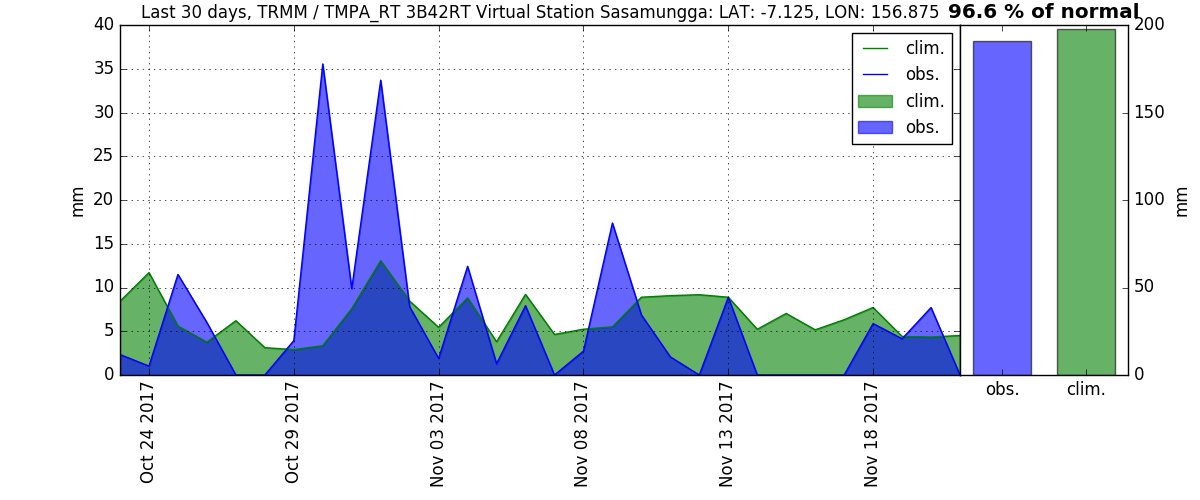 Last 30 days, TRMM / TMPA_RT 3B42RT Virtual Station Sasamungga: LAT: -7.125, LON: 156.875
96.6 % of normal
40
35
30
25
20
15
10
5
0
mm
clim.
obs.
clim.
obs.
200
150
100
50
0
mm
obs.
clim.
Oct 24 2017
Oct 29 2017
Nov 03 2017
Nov 08 2017
Nov 13 2017
Nov 18 2017